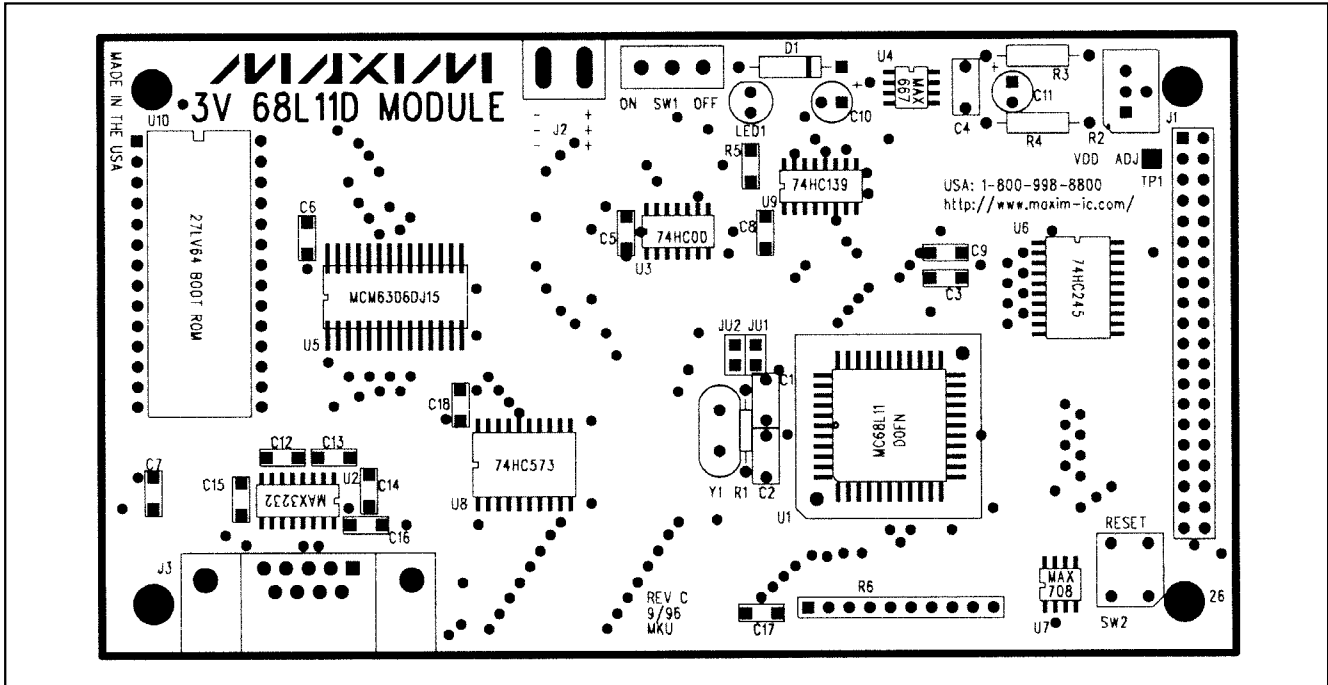 MAXIM
3V 68L11D MODULE
MADE IN THE USA
U10
27LV64 BOOT ROM
J2
- +
- +
- +
ON SW1 OFF
D1
LED1
+
C10
U4
MAX
667
C4
+
C11
R3
R4
R2
J1
VDD ADJ
TP1
USA: 1-800-998-8800
http://www.maxim-ic.com/
R5
74HC139
U9
C6
C5
74HC00
U3
C8
U6
74HC245
C9
C3
MCM6306DJ15
U5
JU2 JU1
C1
MC68L11
D0FN
C18
74HC573
U8
Y1
R1
C2
U1
C12
C13
C7
C15
U2
MAX3232
C14
C16
RESET
J3
REV C
9/96
MKU
C17
R6
MAX
708
U7
SW2
26